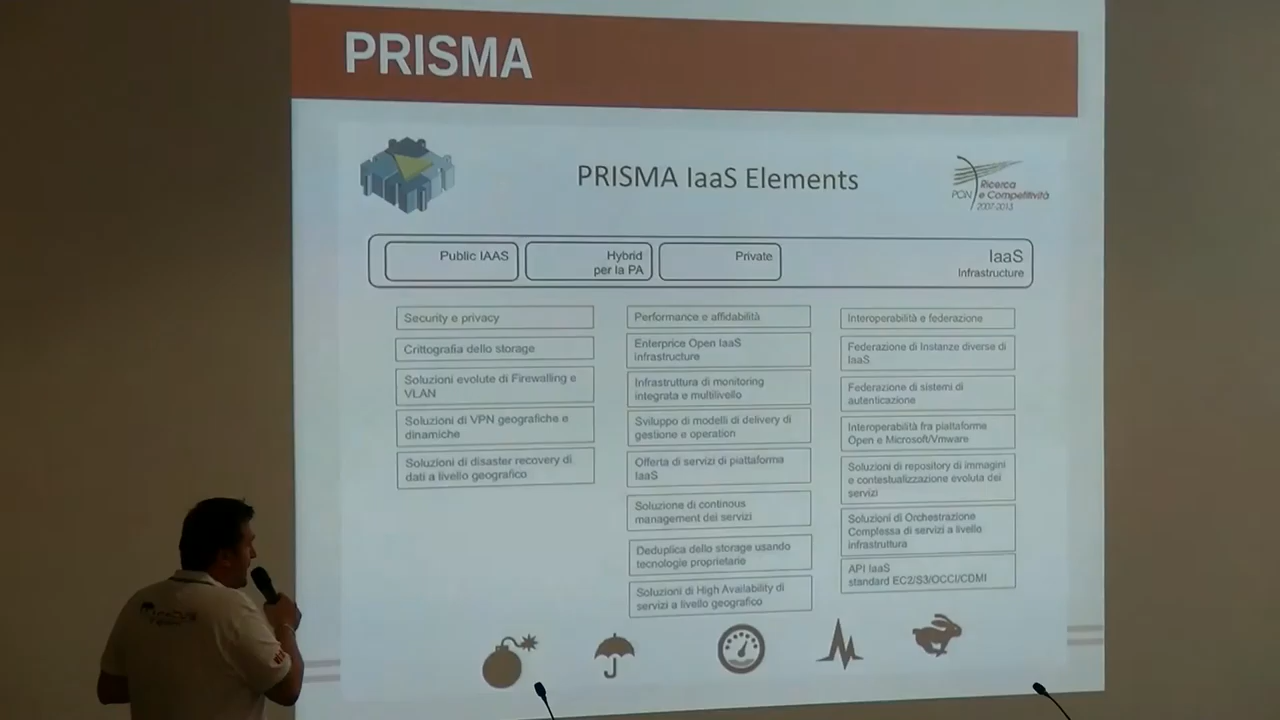 PRISMA
PRISMA IaaS Elements
Ricerca
PON e Competitività
2007-2013
Public IAAS
Hybrid
per la PA
Private
IaaS
Infrastructure
Security e privacy
Crittografia dello storage
Soluzioni evolute di Firewalling e
VLAN
Soluzioni di VPN geografiche e
dinamiche
Soluzioni di disaster recovery di
dati a livello geografico
Performance e affidabilità
Enterprice Open IaaS
infrastructure
Infrastruttura di monitoring
integrata e multilivello
Sviluppo di modelli di delivery di
gestione e operation
Offerta di servizi di piattaforma
IaaS
Soluzione di continous
management dei servizi
Deduplica dello storage usando
tecnologie proprietarie
Soluzioni di High Availability di
servizi a livello geografico
Interoperabilità e federazione
Federazione di Instanze diverse di
IaaS
Federazione di sistemi di
autenticazione
Interoperabilità fra piattaforme
Open e Microsoft/Vmware
Soluzioni di repository di immagini
e contestualizzazione evoluta dei
servizi
Soluzioni di Orchestrazione
Complessa di servizi a livello
infrastruttura
API IaaS
standard EC2/S3/OCCI/CDMI